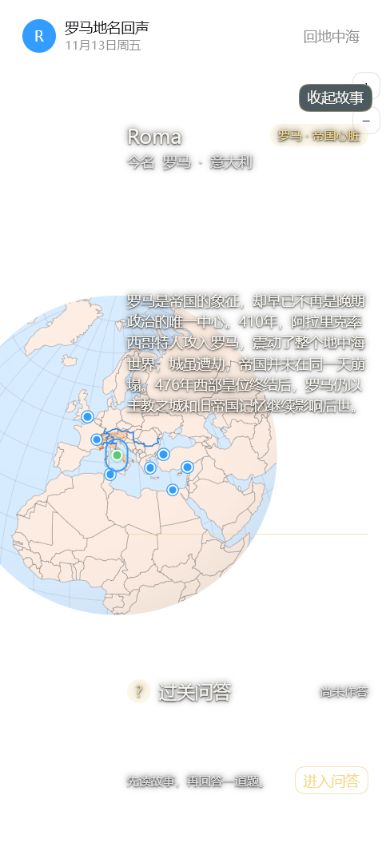 R
罗马地名回声
11月13日周五
回地中海
收起故事
−
Roma
罗马·帝国心脏
今名 罗马 · 意大利
罗马是帝国的象征，却早已不再是晚期
政治的唯一中心。410年，阿拉里克率
西哥特人攻入罗马，震动了整个地中海
世界；城虽遭劫，帝国并未在同一天崩
塌。476年西部皇位终结后，罗马仍以
主教之城和旧帝国记忆继续影响后世。
?
过关问答
尚未作答
先读故事，再回答一道题。
进入问答